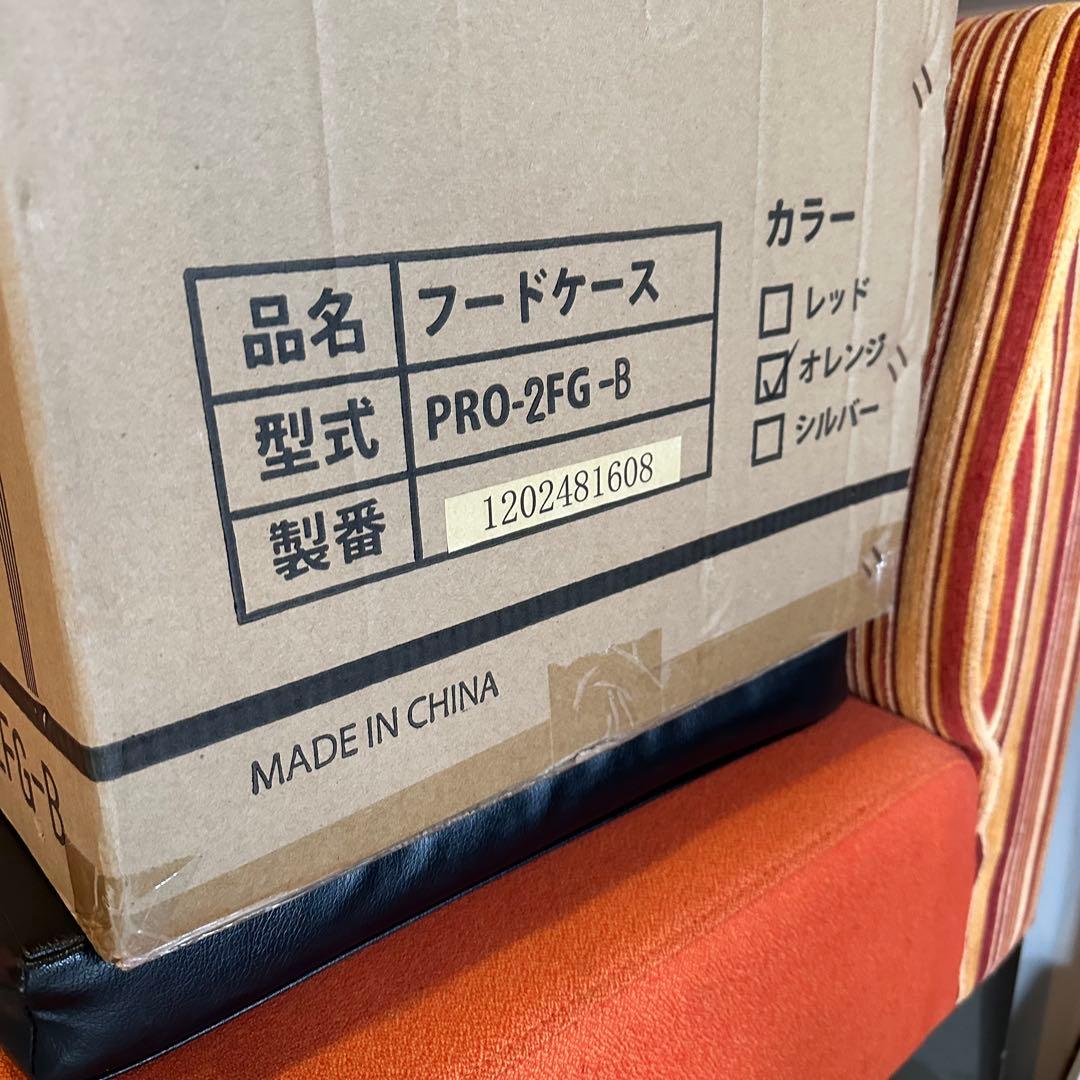 品名 フードケース
型式 PRO-2FG-B
製番 1202481608
カラー
レッド
オレンジ
シルバー
MADE IN CHINA
FG-B